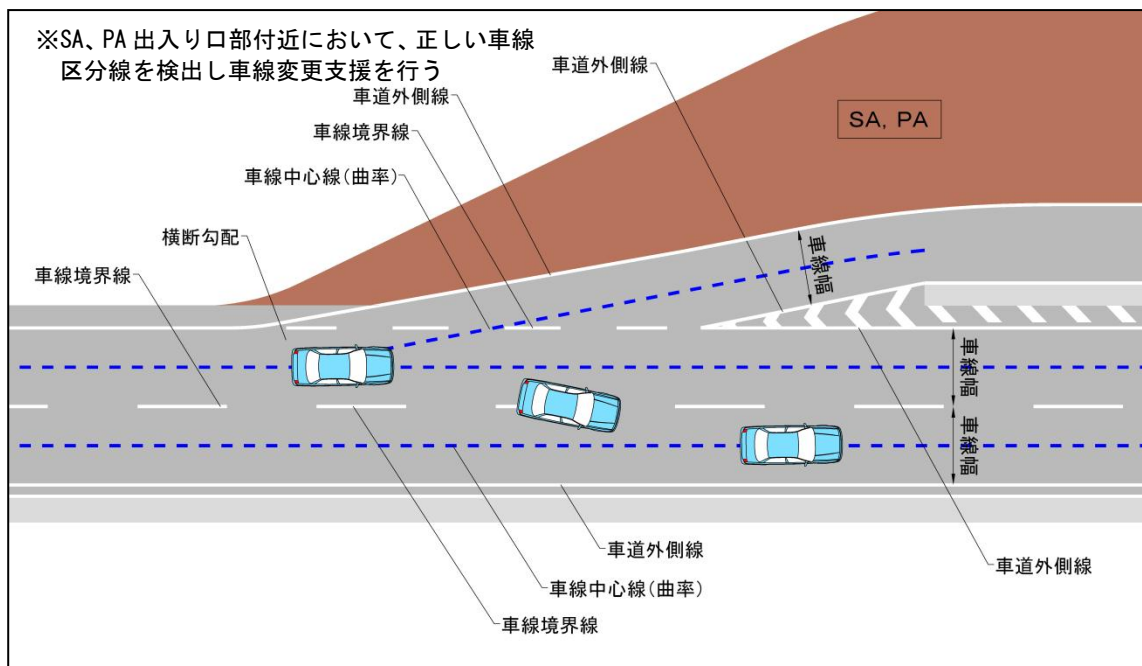 ※SA、PA 出入り口部付近において、正しい車線
区分線を検出し車線変更支援を行う
車道外側線
車道外側線
車線境界線
車線中心線(曲率)
横断勾配
車線境界線
SA, PA
車線幅
車線幅
車線幅
車道外側線
車道外側線
車線中心線(曲率)
車線境界線